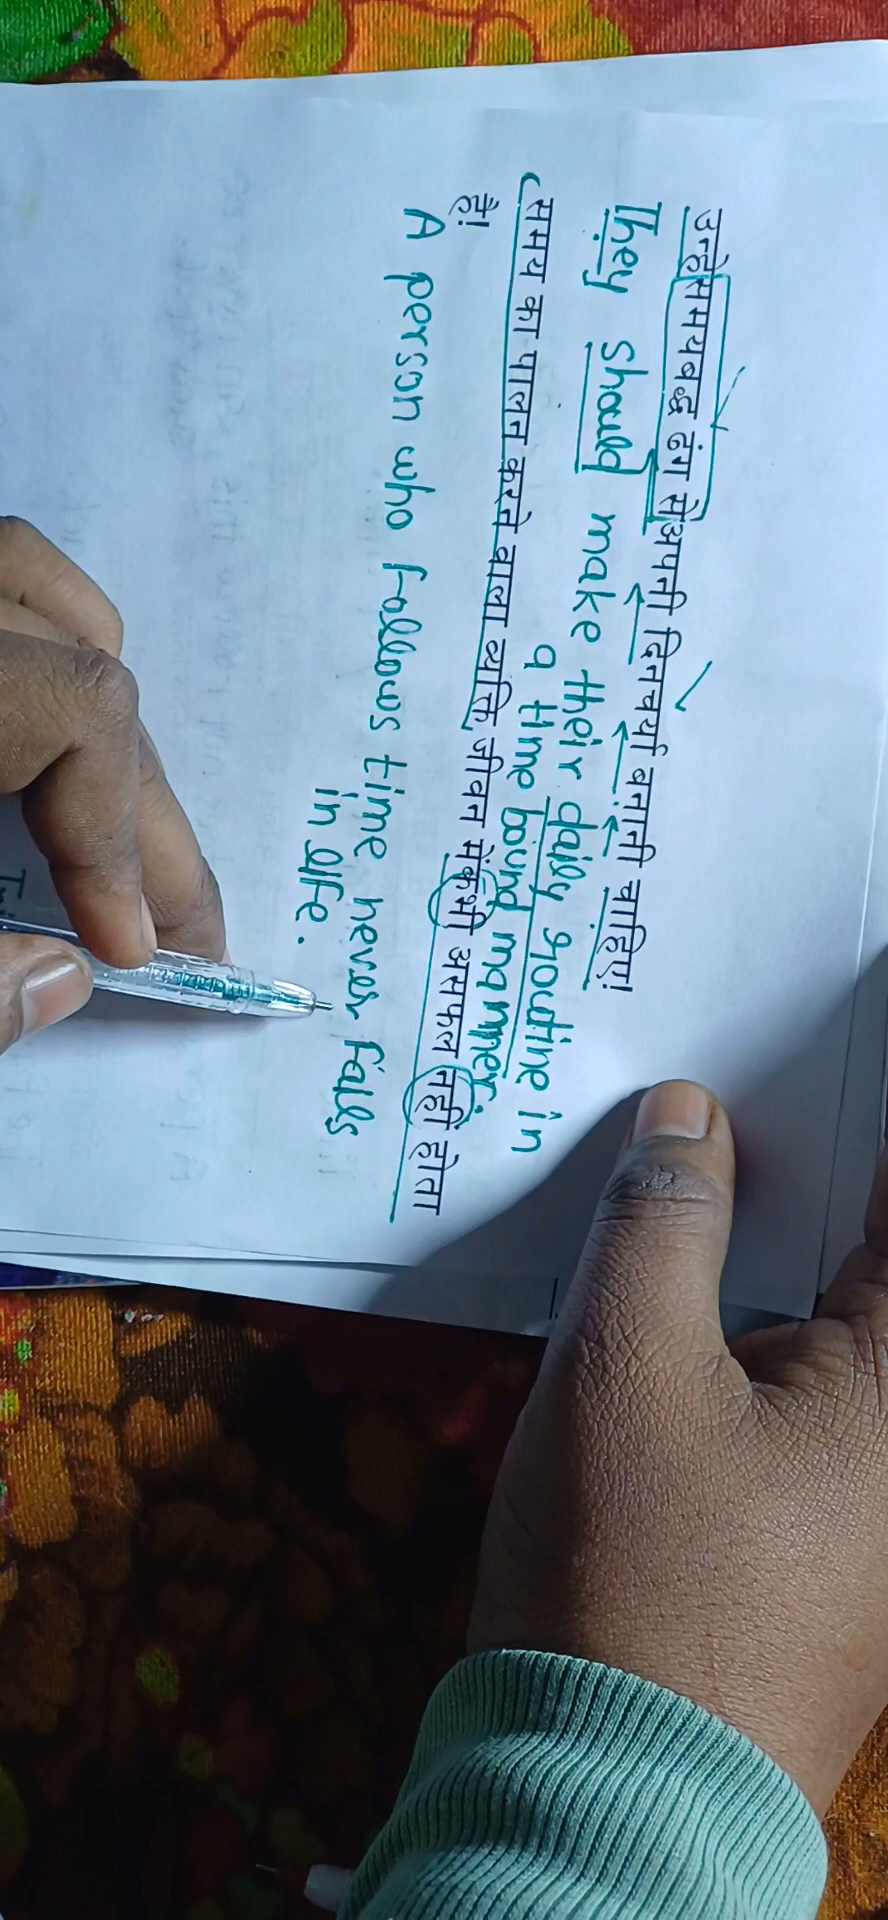 उन्हे समयबद्ध ढंग से अपनी दिनचर्या बनानी चाहिए!
They should make their daily routine in
a time bound manner.
समय का पालन करने वाला व्यक्ति जीवन में कभी असफल नहीं होता
है!
A person who follows time never fails
in life.